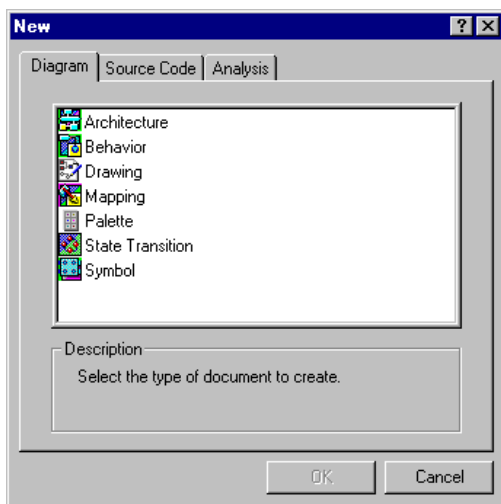 New
Diagram Source Code Analysis
Architecture
Behavior
Drawing
Mapping
Palette
State Transition
Symbol
Description
Select the type of document to create.
OK Cancel